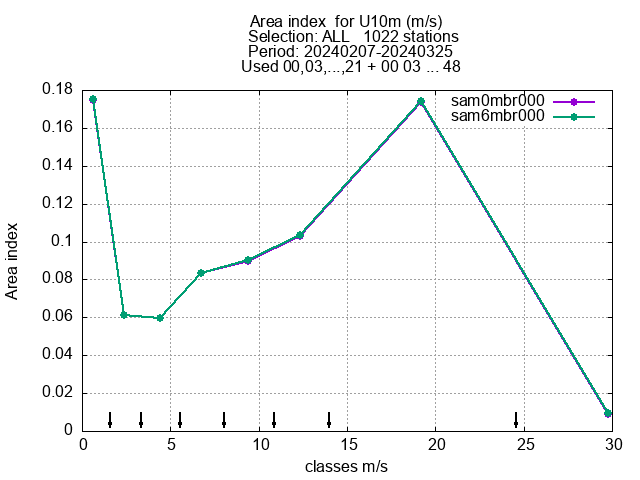 Area index  for U10m (m/s)
Selection: ALL   1022 stations
Period: 20240207-20240325
Used 00,03,...,21 + 00 03 ... 48
sam0mbr000
sam6mbr000
0.18
0.16
0.14
0.12
0.1
0.08
0.06
0.04
0.02
0
Area index
0 5 10 15 20 25 30
classes m/s